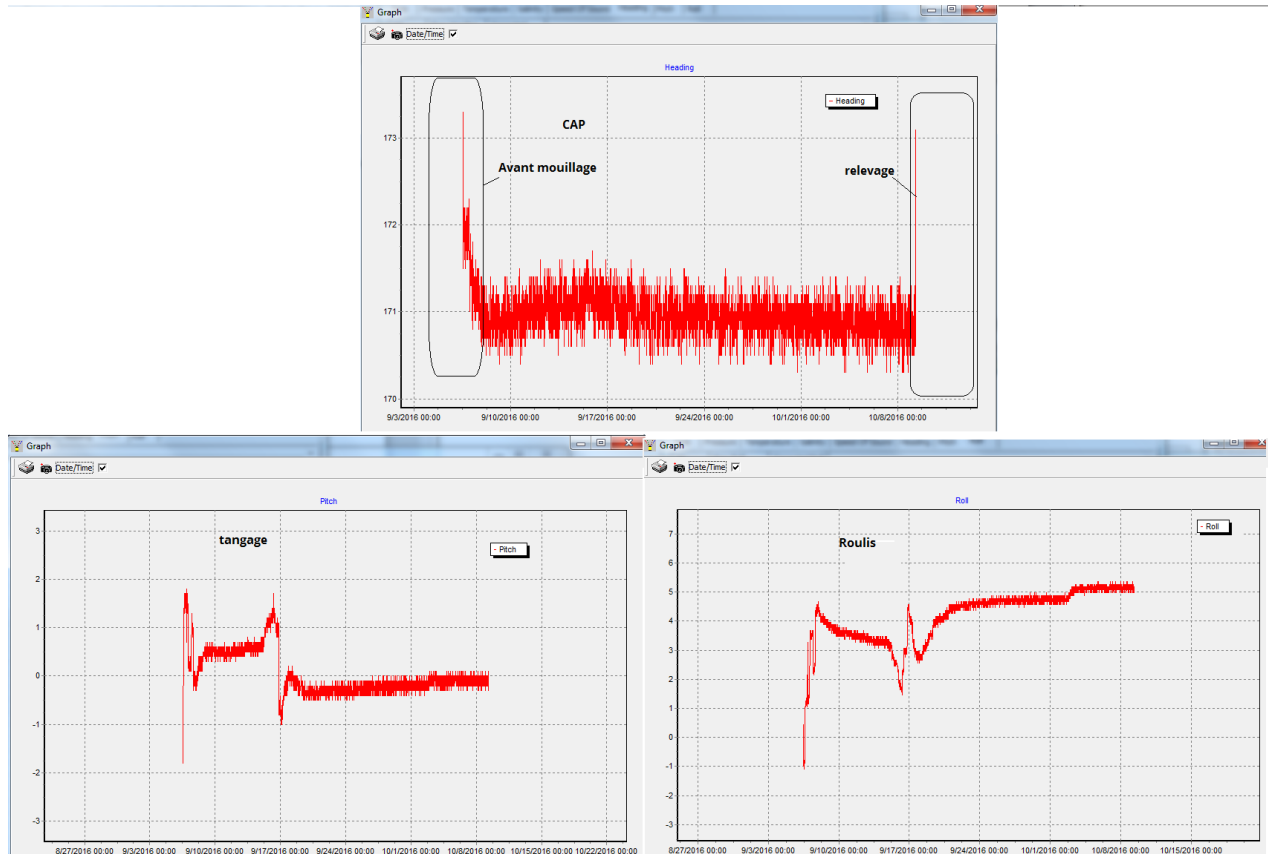 Graph
Date/Time
Heading
- Heading
CAP
Avant mouillage
relevage
173
172
171
170
9/3/2016 00:00 9/10/2016 00:00 9/17/2016 00:00 9/24/2016 00:00 10/1/2016 00:00 10/8/2016 00:00
Graph
Date/Time
Pitch
tangage
- Pitch
3
2
1
0
-1
-2
-3
8/27/2016 00:00 9/3/2016 00:00 9/10/2016 00:00 9/17/2016 00:00 9/24/2016 00:00 10/1/2016 00:00 10/8/2016 00:00 10/15/2016 00:00 10/22/2016 00:00
Graph
Date/Time
Roll
- Roll
Roulis
7
6
5
4
3
2
1
0
-1
-2
-3
8/27/2016 00:00 9/3/2016 00:00 9/10/2016 00:00 9/17/2016 00:00 9/24/2016 00:00 10/1/2016 00:00 10/8/2016 00:00 10/15/2016 00:00